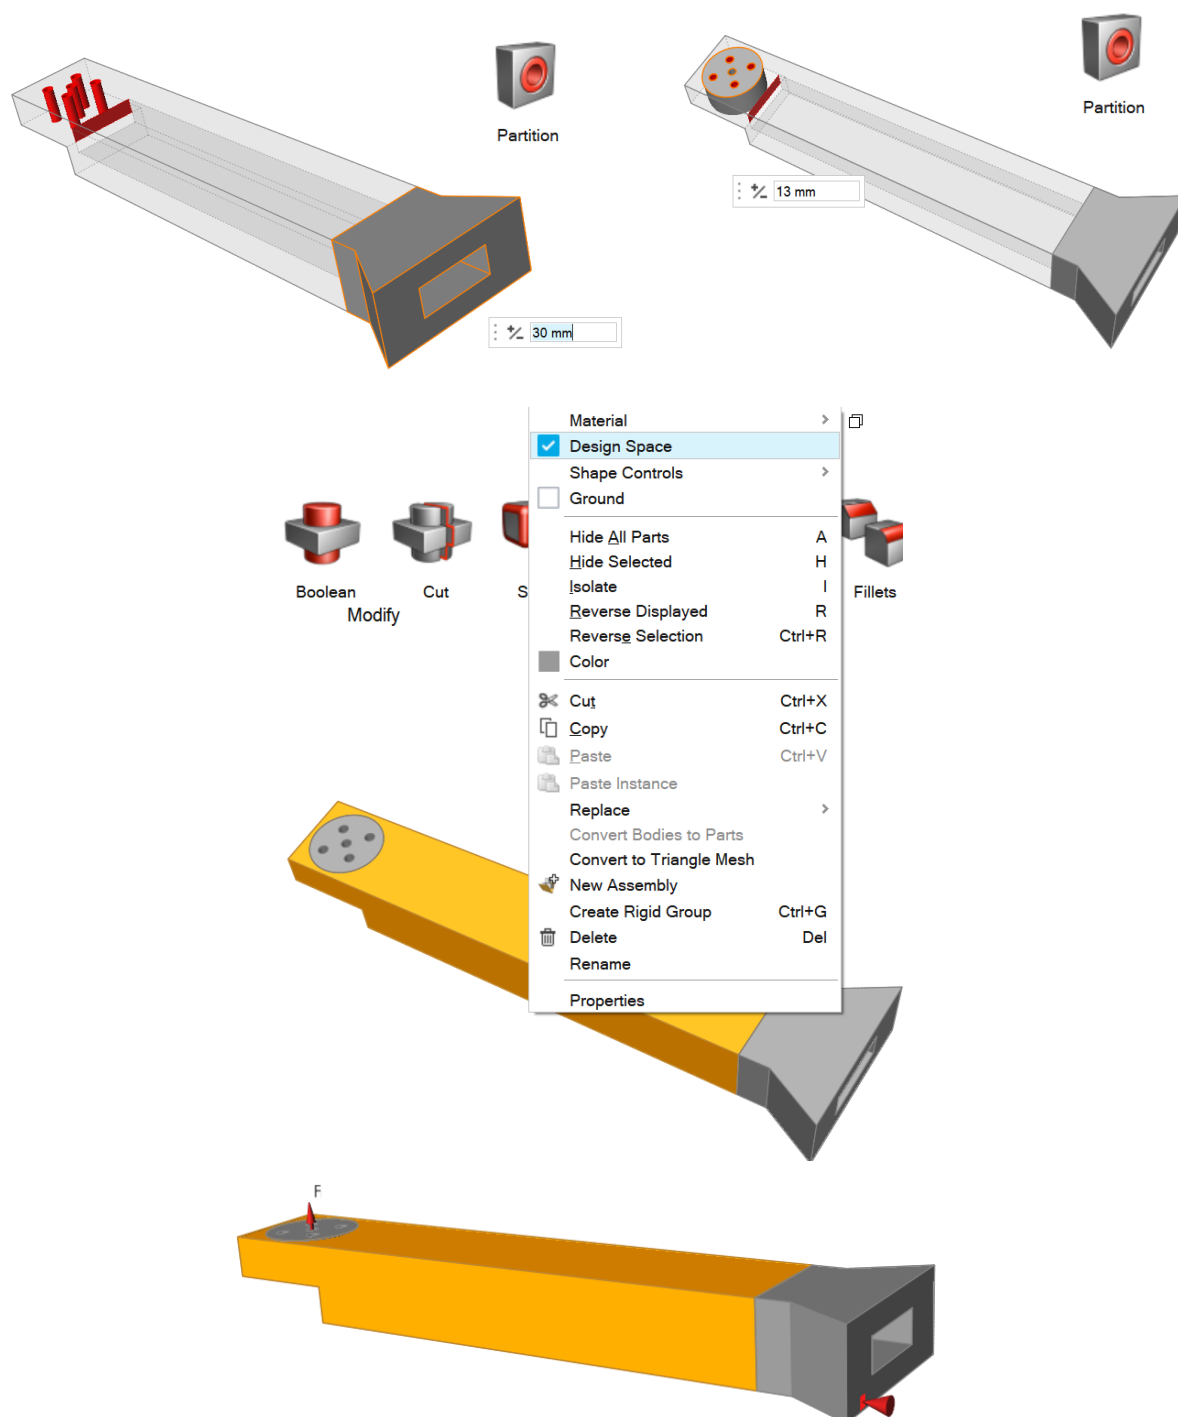 Partition
Partition
13 mm
30 mm
Material
Design Space
Shape Controls
Ground
Hide All Parts A
Hide Selected H
Isolate I
Reverse Displayed R
Reverse Selection Ctrl+R
Color
Cut Ctrl+X
Copy Ctrl+C
Paste Ctrl+V
Paste Instance
Replace
Convert Bodies to Parts
Convert to Triangle Mesh
New Assembly
Create Rigid Group Ctrl+G
Delete Del
Rename
Properties
Boolean
Cut
S
Fillets
Modify
F